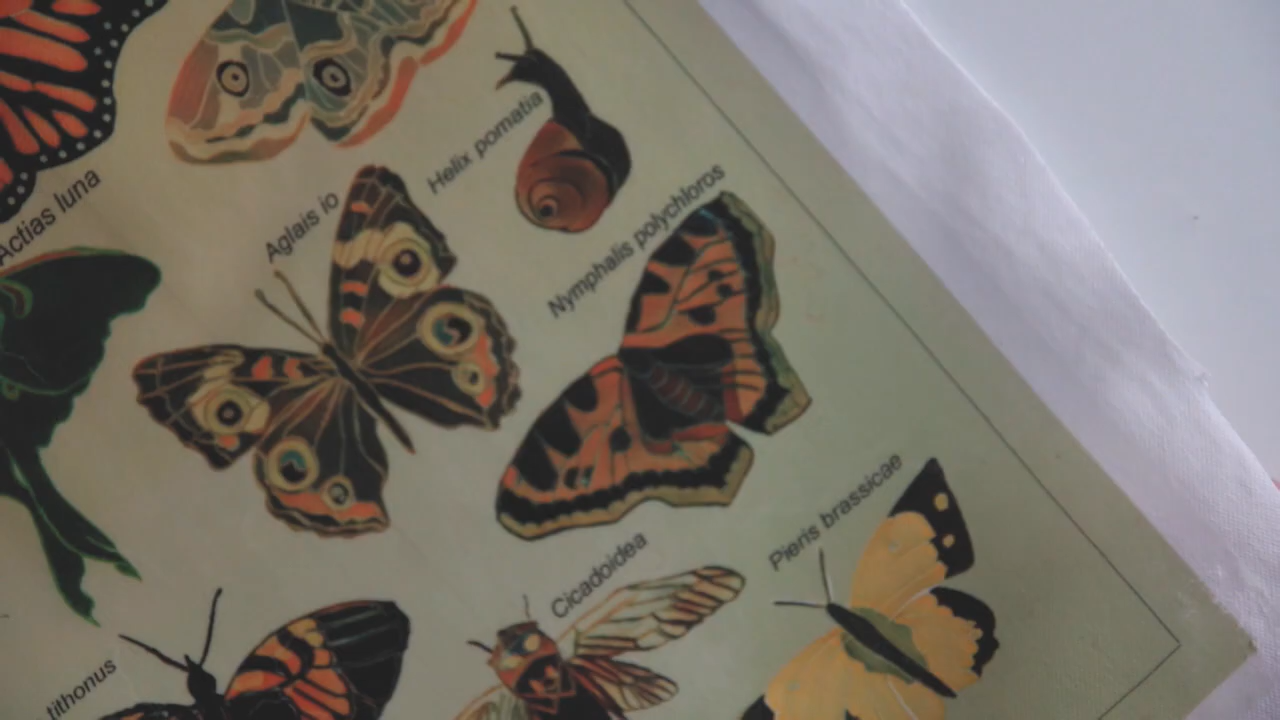 Helix pomatia
Actias luna
Aglais io
Nymphalis polychloros
Pieris brassicae
Cicadoidea
tithonus